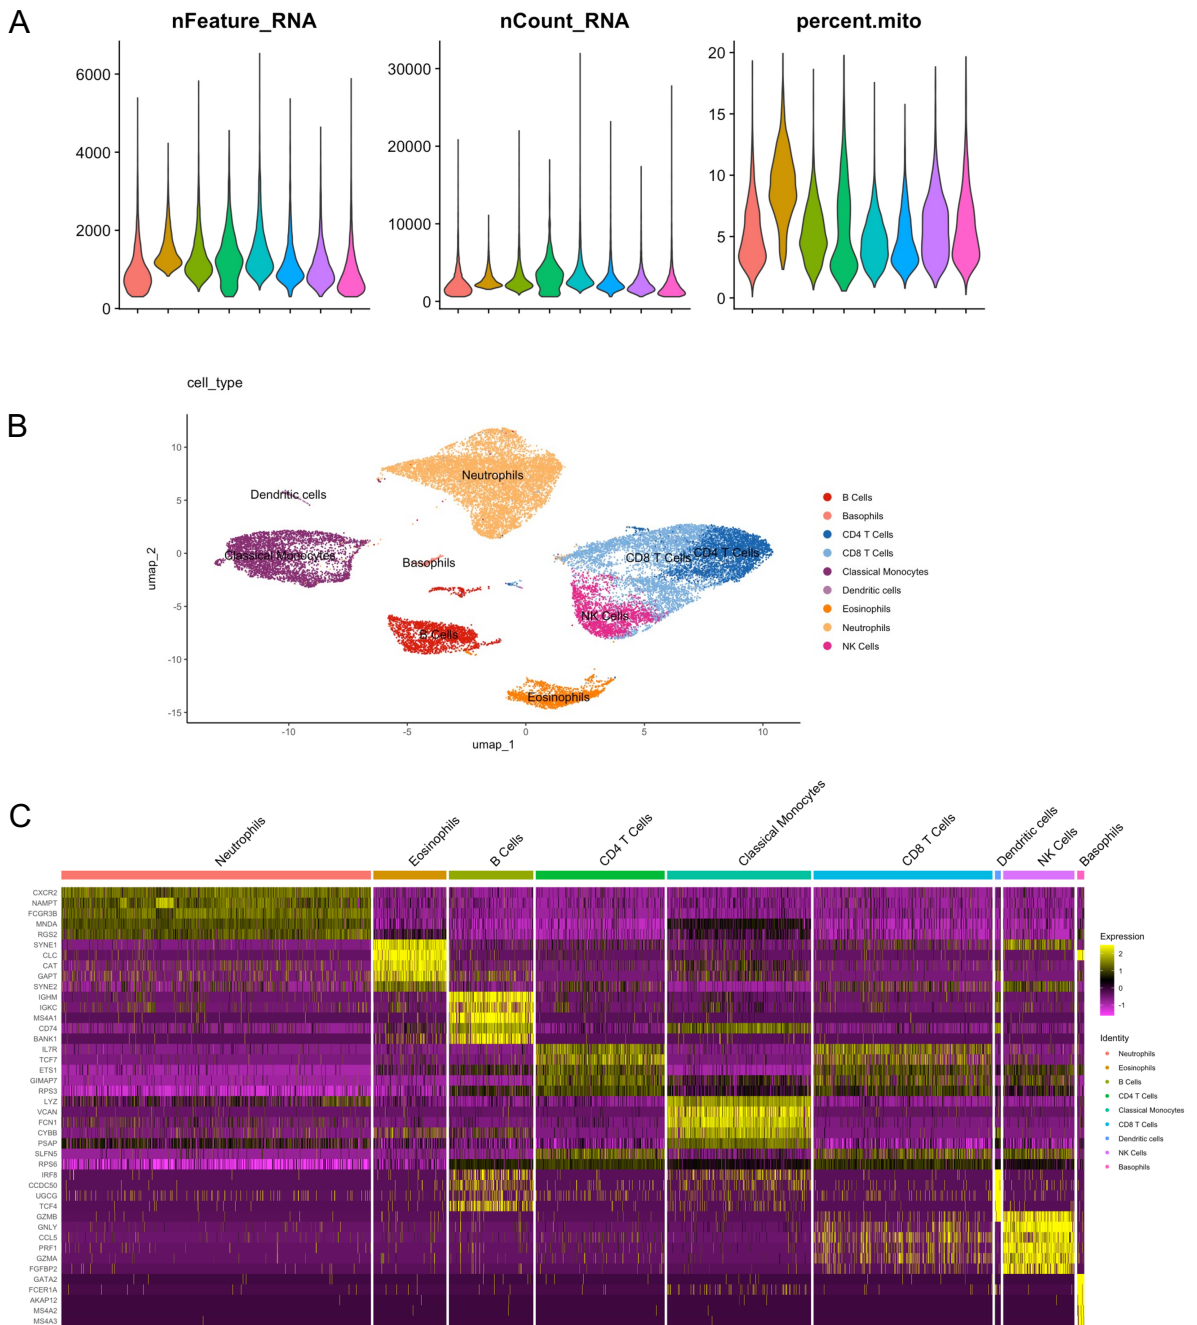 A
nFeature_RNA
nCount_RNA
percent.mito
6000
4000
2000
0
30000
20000
10000
0
20
15
10
5
0
B
cell_type
10
5
0
-5
-10
-15
umap_2
-10
-5
0
5
10
umap_1
Neutrophils
Dendritic cells
Classical Monocytes
Basophils
CD8 T Cells
CD4 T Cells
NK Cells
B Cells
Eosinophils
B Cells
Basophils
CD4 T Cells
CD8 T Cells
Classical Monocytes
Dendritic cells
Eosinophils
Neutrophils
NK Cells
C
Neutrophils
Eosinophils
B Cells
CD4 T Cells
Classical Monocytes
CD8 T Cells
Dendritic cells
NK Cells
Basophils
CXCR2
NAMPT
FCGR3B
MNDA
RGS2
SYNE1
CLC
CAT
GAPT
SYNE2
IGHM
IGKC
MS4A1
CD74
BANK1
IL7R
TCF7
ETS1
GIMAP7
RPS3
LYZ
VCAN
FCN1
CYBB
PSAP
SLFN5
RPS6
IRF8
CCDC50
UGCG
TCF4
GZMB
GNLY
CCL5
PRF1
GZMA
FGFBP2
GATA2
FCER1A
AKAP12
MS4A2
MS4A3
Expression
2
1
0
-1
Identity
Neutrophils
Eosinophils
B Cells
CD4 T Cells
Classical Monocytes
CD8 T Cells
Dendritic cells
NK Cells
Basophils